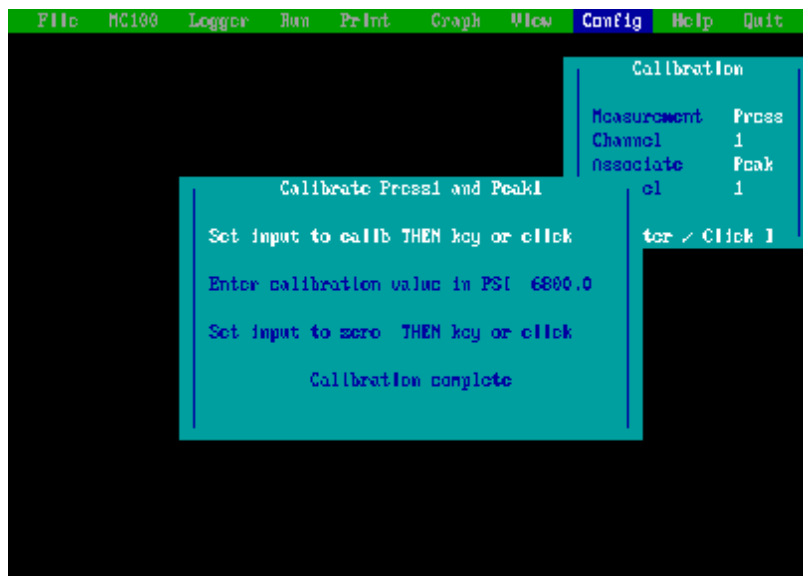 File MC100 Logger Run Print Graph View Config Help Quit
Calibration
Measurement Press
Channel 1
Associate Peak
el 1
ter / Click ]
Calibrate Press1 and Peak1
Set input to calib THEN key or click
Enter calibration value in PSI 6800.0
Set input to zero THEN key or click
Calibration complete